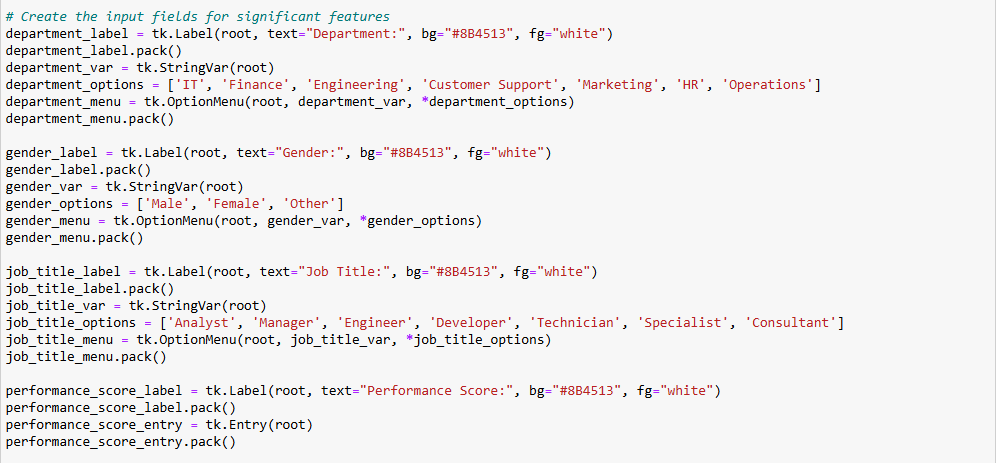 # Create the input fields for significant features
department_label = tk.Label(root, text="Department:", bg="#8B4513", fg="white")
department_label.pack()
department_var = tk.StringVar(root)
department_options = ['IT', 'Finance', 'Engineering', 'Customer Support', 'Marketing', 'HR', 'Operations']
department_menu = tk.OptionMenu(root, department_var, *department_options)
department_menu.pack()

gender_label = tk.Label(root, text="Gender:", bg="#8B4513", fg="white")
gender_label.pack()
gender_var = tk.StringVar(root)
gender_options = ['Male', 'Female', 'Other']
gender_menu = tk.OptionMenu(root, gender_var, *gender_options)
gender_menu.pack()

job_title_label = tk.Label(root, text="Job Title:", bg="#8B4513", fg="white")
job_title_label.pack()
job_title_var = tk.StringVar(root)
job_title_options = ['Analyst', 'Manager', 'Engineer', 'Developer', 'Technician', 'Specialist', 'Consultant']
job_title_menu = tk.OptionMenu(root, job_title_var, *job_title_options)
job_title_menu.pack()

performance_score_label = tk.Label(root, text="Performance Score:", bg="#8B4513", fg="white")
performance_score_label.pack()
performance_score_entry = tk.Entry(root)
performance_score_entry.pack()